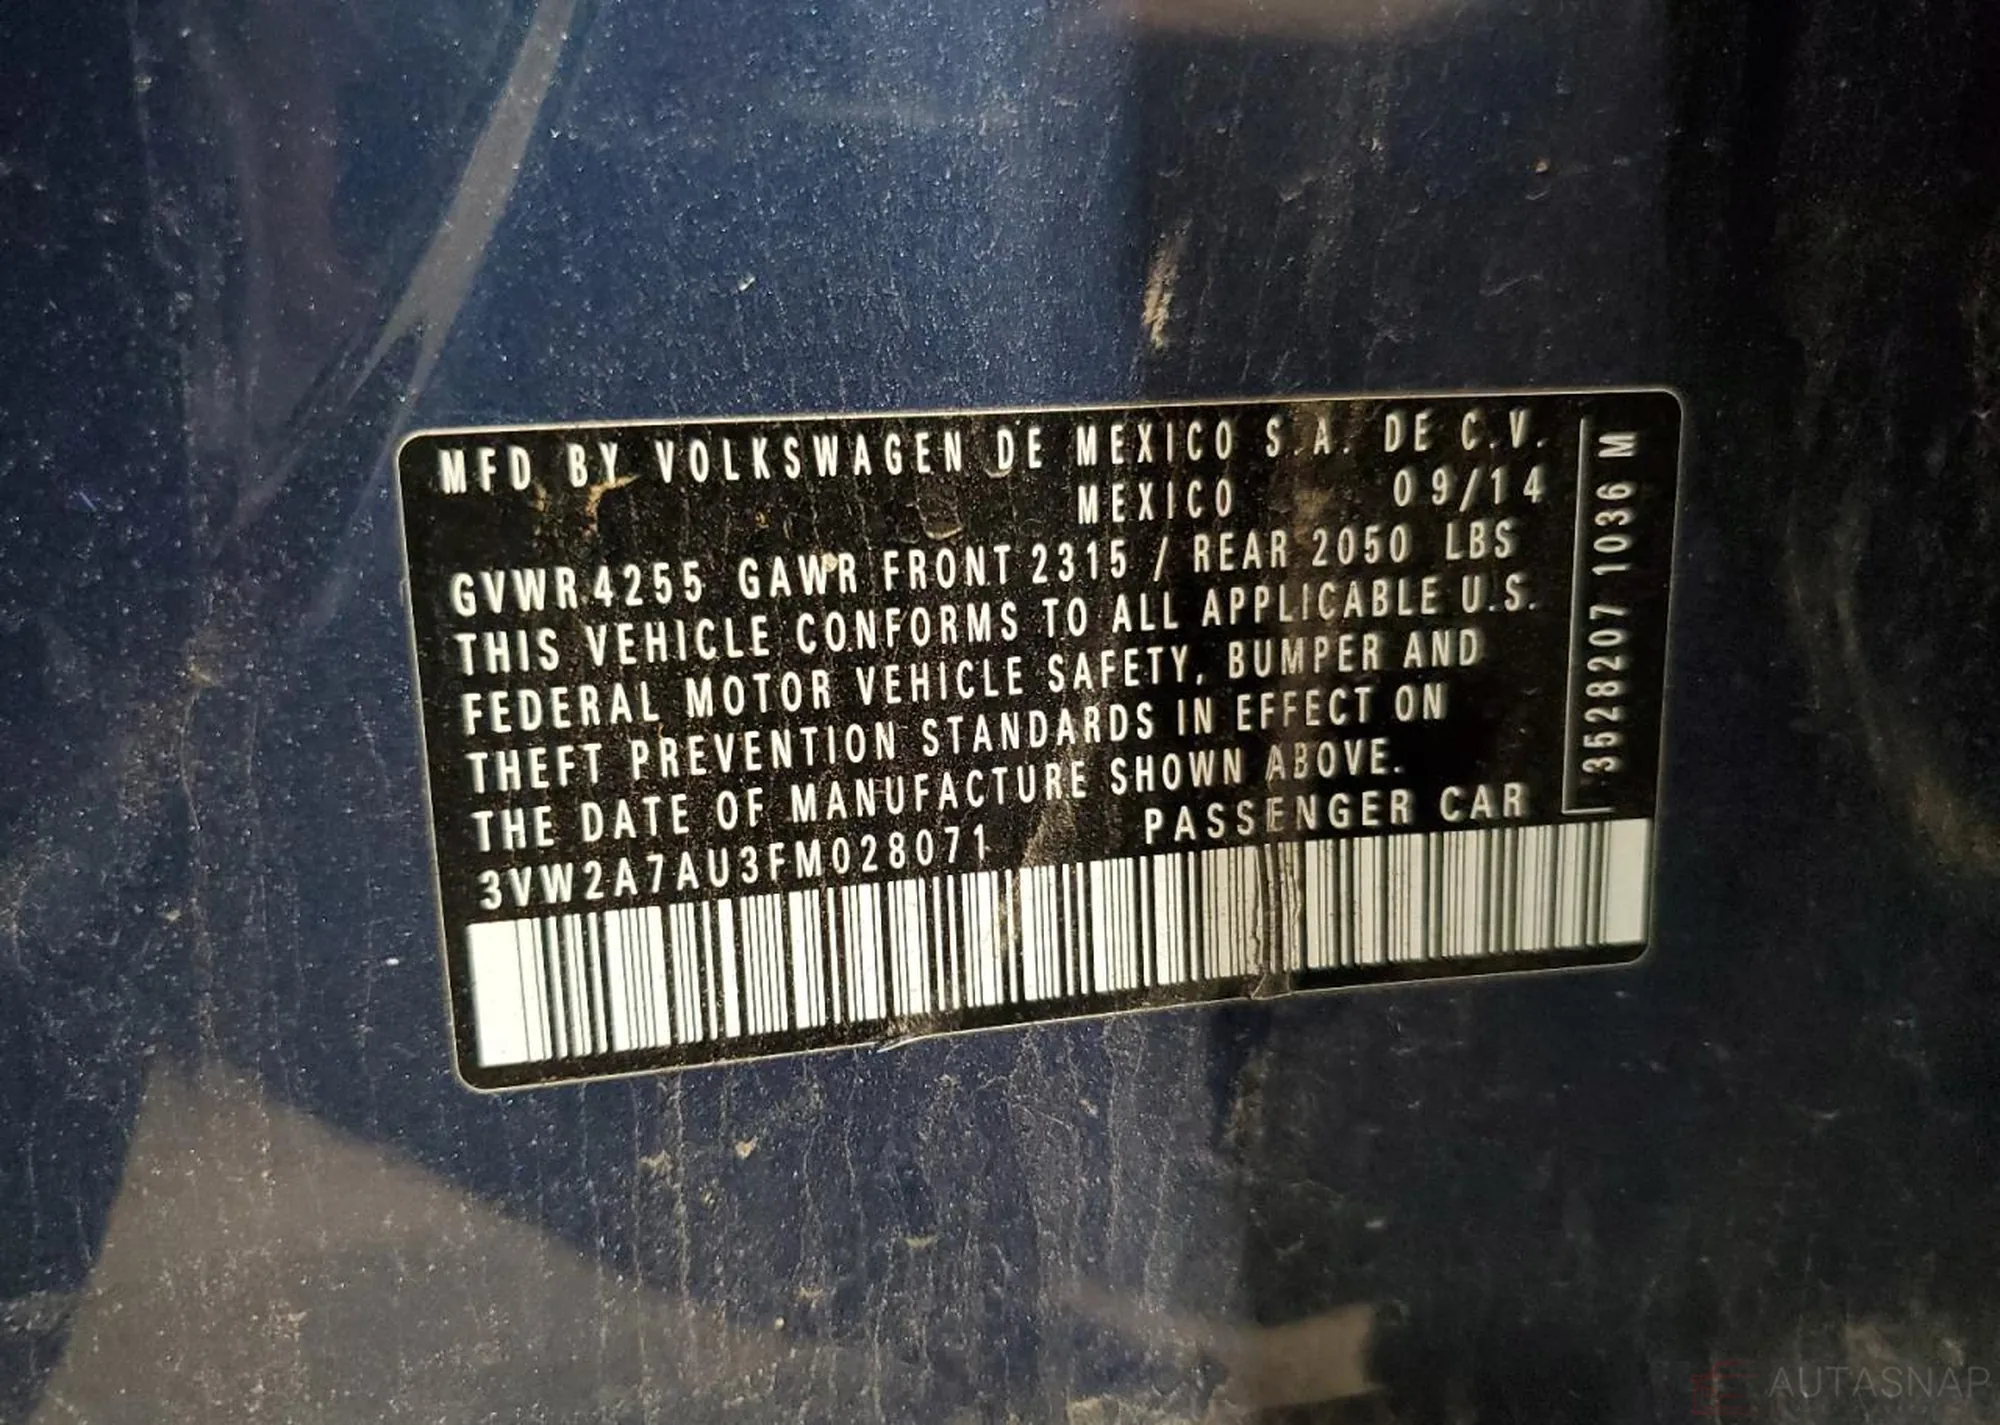 MFD BY VOLKSWAGEN DE MEXICO S.A. DE C.V.
MEXICO 09/14
GVWR 4255 GAWR FRONT 2315 / REAR 2050 LBS
THIS VEHICLE CONFORMS TO ALL APPLICABLE U.S.
FEDERAL MOTOR VEHICLE SAFETY, BUMPER AND
THEFT PREVENTION STANDARDS IN EFFECT ON
THE DATE OF MANUFACTURE SHOWN ABOVE.
3VW2A7AU3FM028071 PASSENGER CAR
3528207 1036 M
AUTASNAP